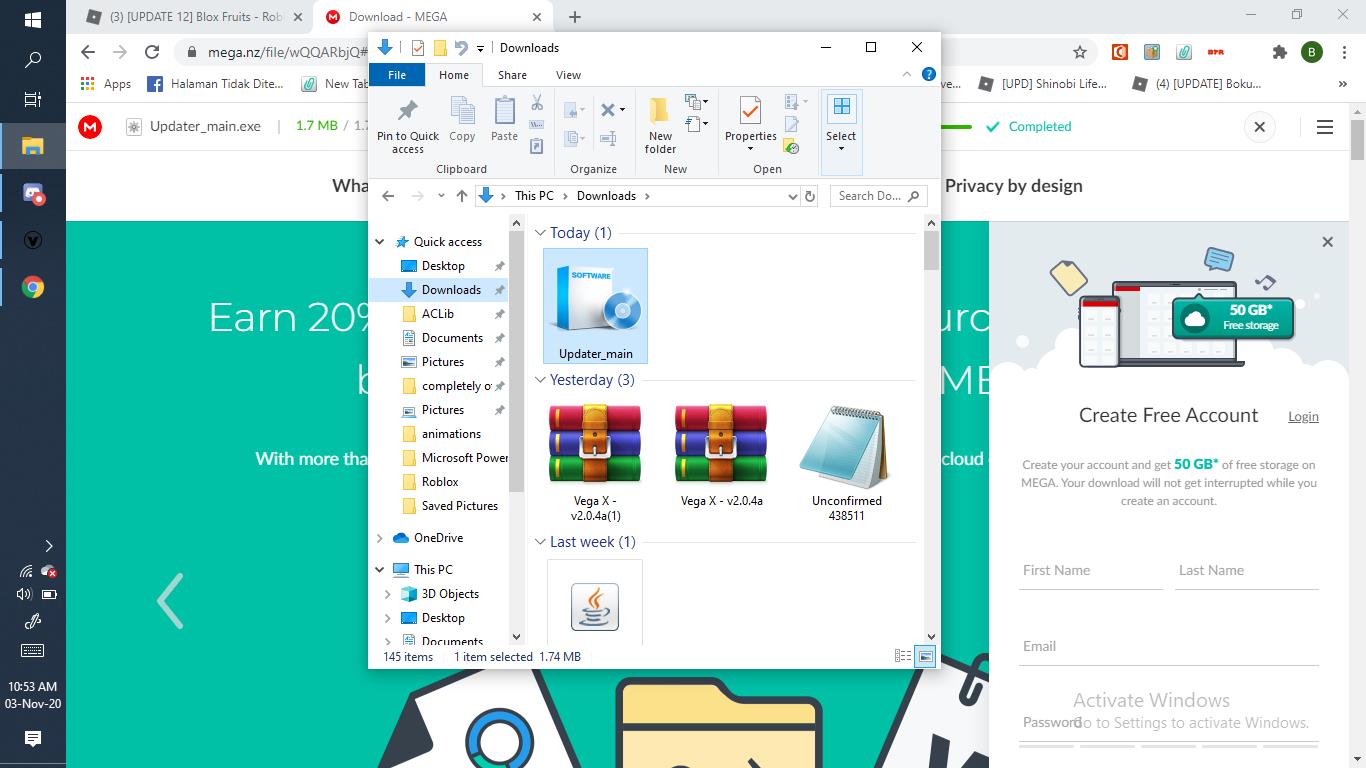 (3) [UPDATE 12] Blox Fruits - Rob
Download - MEGA
mega.nz/file/wQQARbjQ#
B
Apps
Halaman Tidak Dite...
New Tab
ve...
[UPD] Shinobi Life...
(4) [UPDATE] Boku...
Updater_main.exe
1.7 MB / 1.7
Completed
Wha
Privacy by design
Earn 20%
With more tha
cloud
Downloads
File
Home
Share
View
Pin to Quick
access
Copy
Paste
New
folder
Properties
Select
Clipboard
Organize
New
Open
This PC
Downloads
Search Do...
Quick access
Desktop
Downloads
ACLib
Documents
Pictures
completely o
Pictures
animations
Microsoft Power
Roblox
Saved Pictures
OneDrive
This PC
3D Objects
Desktop
Documents
Today (1)
SOFTWARE
Updater_main
Yesterday (3)
Vega X -
v2.0.4a(1)
Vega X - v2.0.4a
Unconfirmed
438511
Last week (1)
145 items
1 item selected 1.74 MB
50 GB*
Free storage
Create Free Account
Login
Create your account and get 50 GB* of free storage on
MEGA. Your download will not get interrupted while you
create an account.
First Name
Last Name
Email
Password
Activate Windows
Go to Settings to activate Windows.
10:53 AM
03-Nov-20